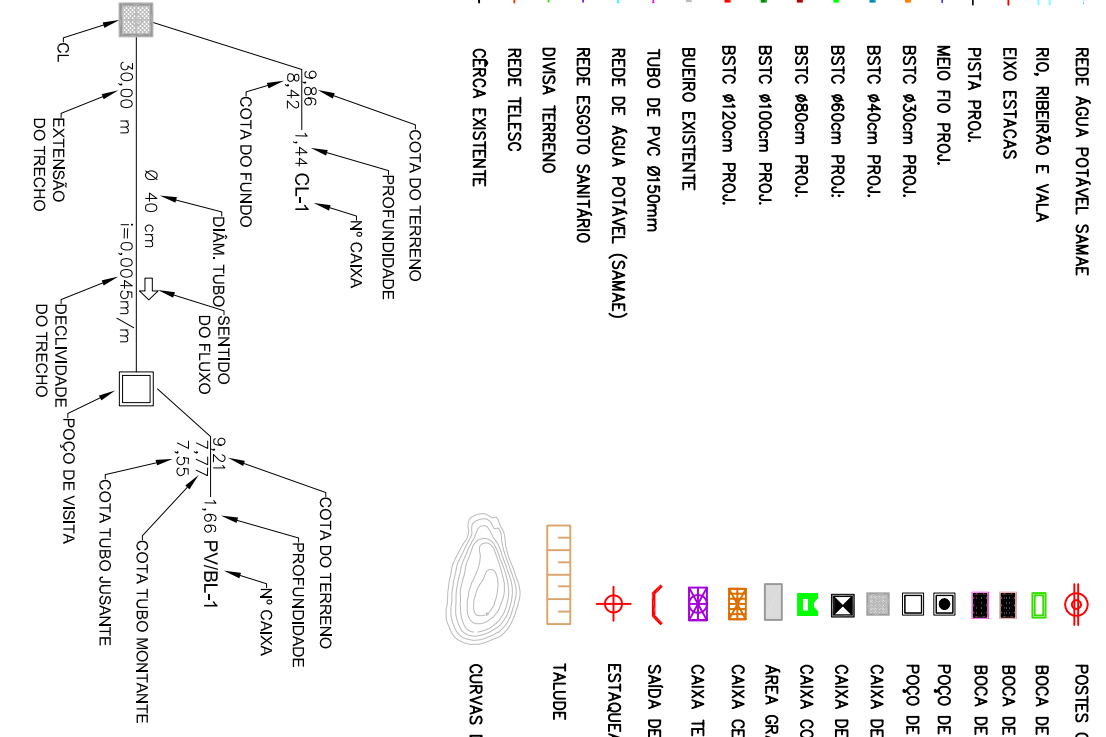 REDE ÁGUA POTÁVEL SAMAE
RIO, RIBEIRÃO E VALA
EIXO ESTACAS
PISTA PROJ.
MEIO FIO PROJ.
BSTC ø30cm PROJ.
BSTC ø40cm PROJ.
BSTC ø60cm PROJ:
BSTC ø80cm PROJ.
BSTC ø100cm PROJ.
BSTC ø120cm PROJ.
BUEIRO EXISTENTE
TUBO DE PVC Ø150mm
REDE DE ÁGUA POTÁVEL (SAMAE)
REDE ESGOTO SANITÁRIO
DIVISA TERRENO
REDE TELESC
CÊRCA EXISTENTE
POSTES
BOCA DE
BOCA DE
BOCA DE
POÇO DE
POÇO DE
CAIXA DE
CAIXA DE
CAIXA
ÁREA
CAIXA
CAIXA
SAÍDA DE
TALUDE
CURVAS
COTA DO TERRENO
PROFUNDIDADE
Nº CAIXA
9,86
8,42
1,44 CL-1
COTA DO FUNDO
CL
30,00 m
EXTENSÃO
DO TRECHO
Ø 40 cm
i=0,0045m/m
DIÂM. TUBO
SENTIDO
DO FLUXO
DECLIVIDADE
DO TRECHO
POÇO DE VISITA
COTA DO TERRENO
PROFUNDIDADE
Nº CAIXA
9,21
7,77
7,55
1,66 PV/BL-1
COTA TUBO MONTANTE
COTA TUBO JUSANTE